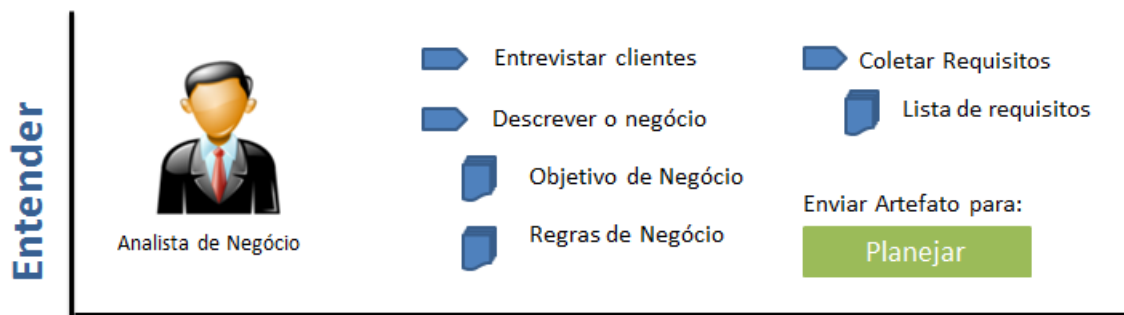 Entender
Analista de Negócio
Entrevistar clientes
Descrever o negócio
Objetivo de Negócio
Regras de Negócio
Coletar Requisitos
Lista de requisitos
Enviar Artefato para:
Planejar